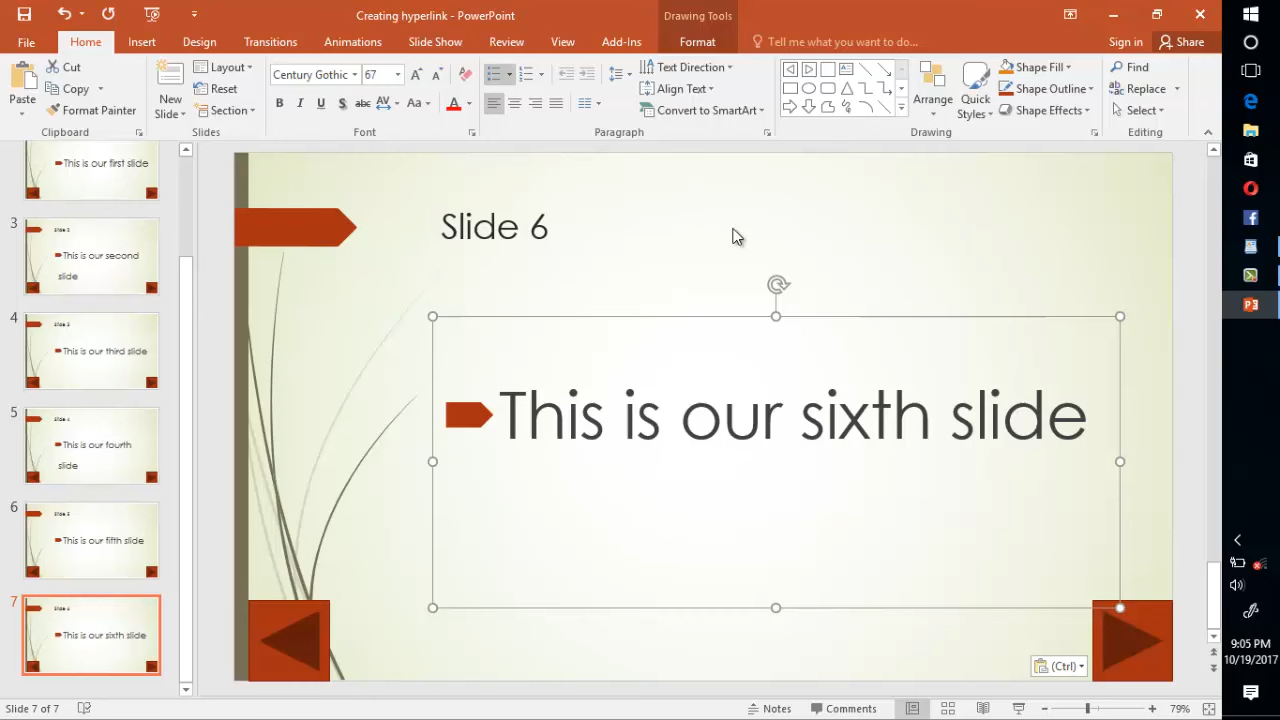 Creating hyperlink - PowerPoint
Drawing Tools
File
Home
Insert
Design
Transitions
Animations
Slide Show
Review
View
Add-Ins
Format
Tell me what you want to do...
Sign in
Share
Paste
Cut
Copy
Format Painter
Clipboard
New
Slide
Layout
Reset
Section
Slides
Century Gothic
67
B I U S abc AV Aa A
Font
Text Direction
Align Text
Convert to SmartArt
Paragraph
Arrange
Quick
Styles
Shape Fill
Shape Outline
Shape Effects
Drawing
Find
Replace
Select
Editing
This is our first slide
3
This is our second
slide
4
This is our third slide
5
This is our fourth
slide
6
This is our fifth slide
7
This is our sixth slide
Slide 6
This is our sixth slide
(Ctrl)
Slide 7 of 7
Notes
Comments
79%
9:05 PM
10/19/2017